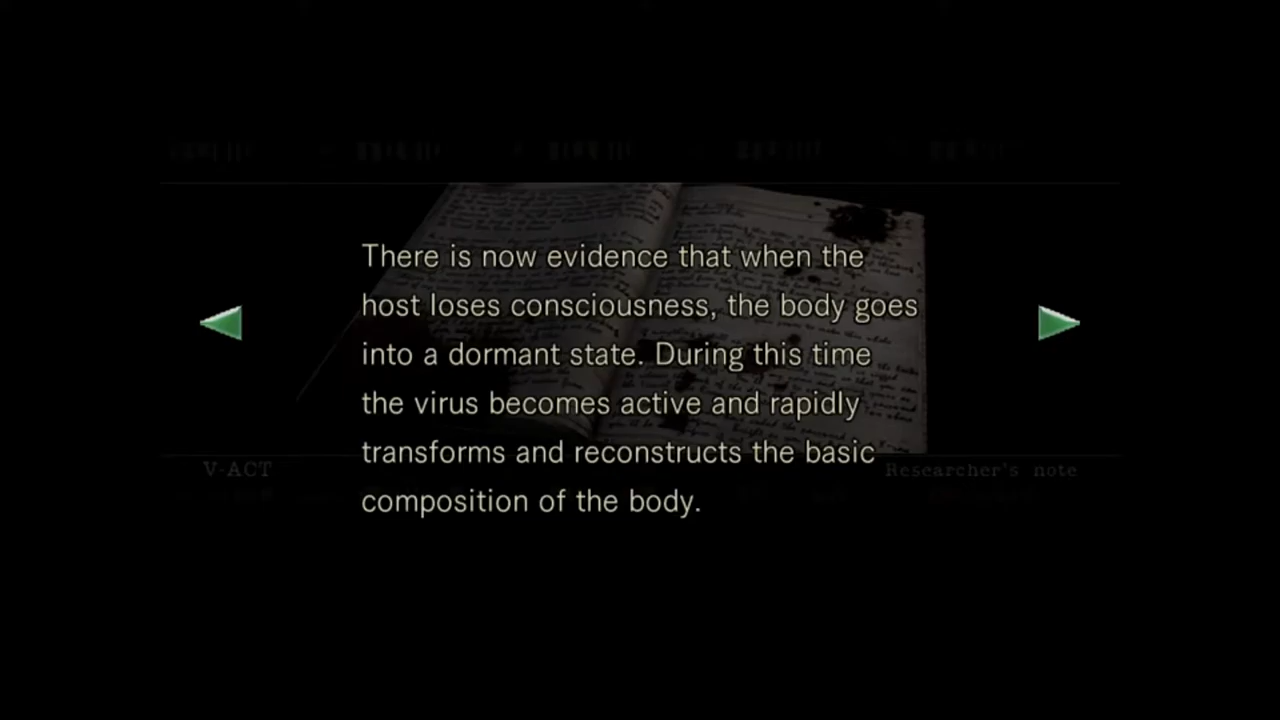 There is now evidence that when the
host loses consciousness, the body goes
into a dormant state. During this time
the virus becomes active and rapidly
transforms and reconstructs the basic
composition of the body.
V-ACT
Researcher's note